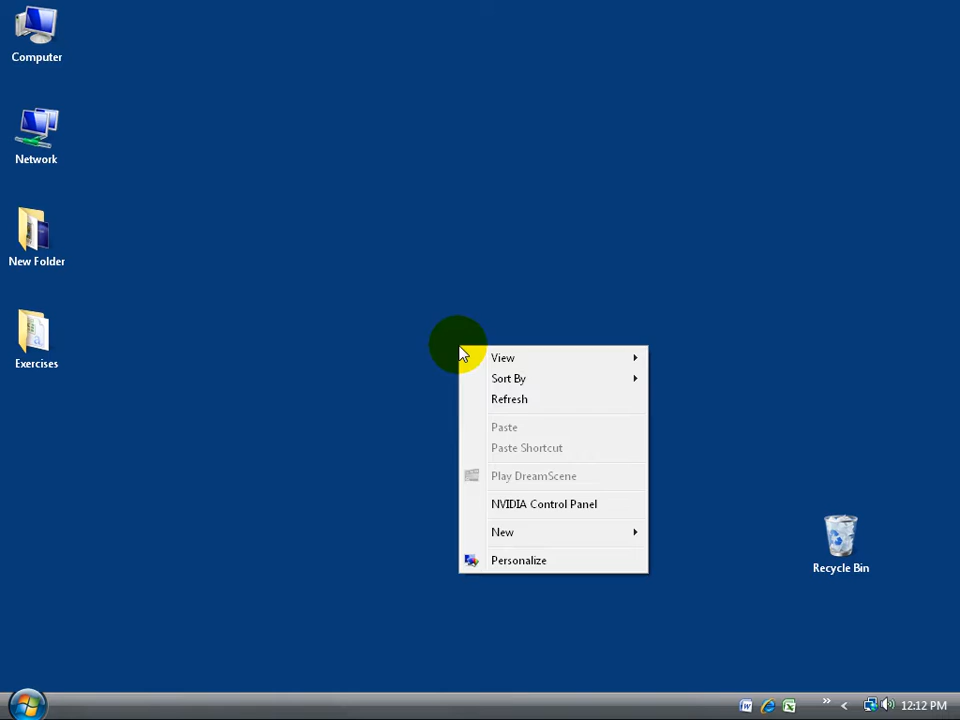 Computer
Network
New Folder
Exercises
View
Sort By
Refresh
Paste
Paste Shortcut
Play DreamScene
NVIDIA Control Panel
New
Personalize
Recycle Bin
12:12 PM